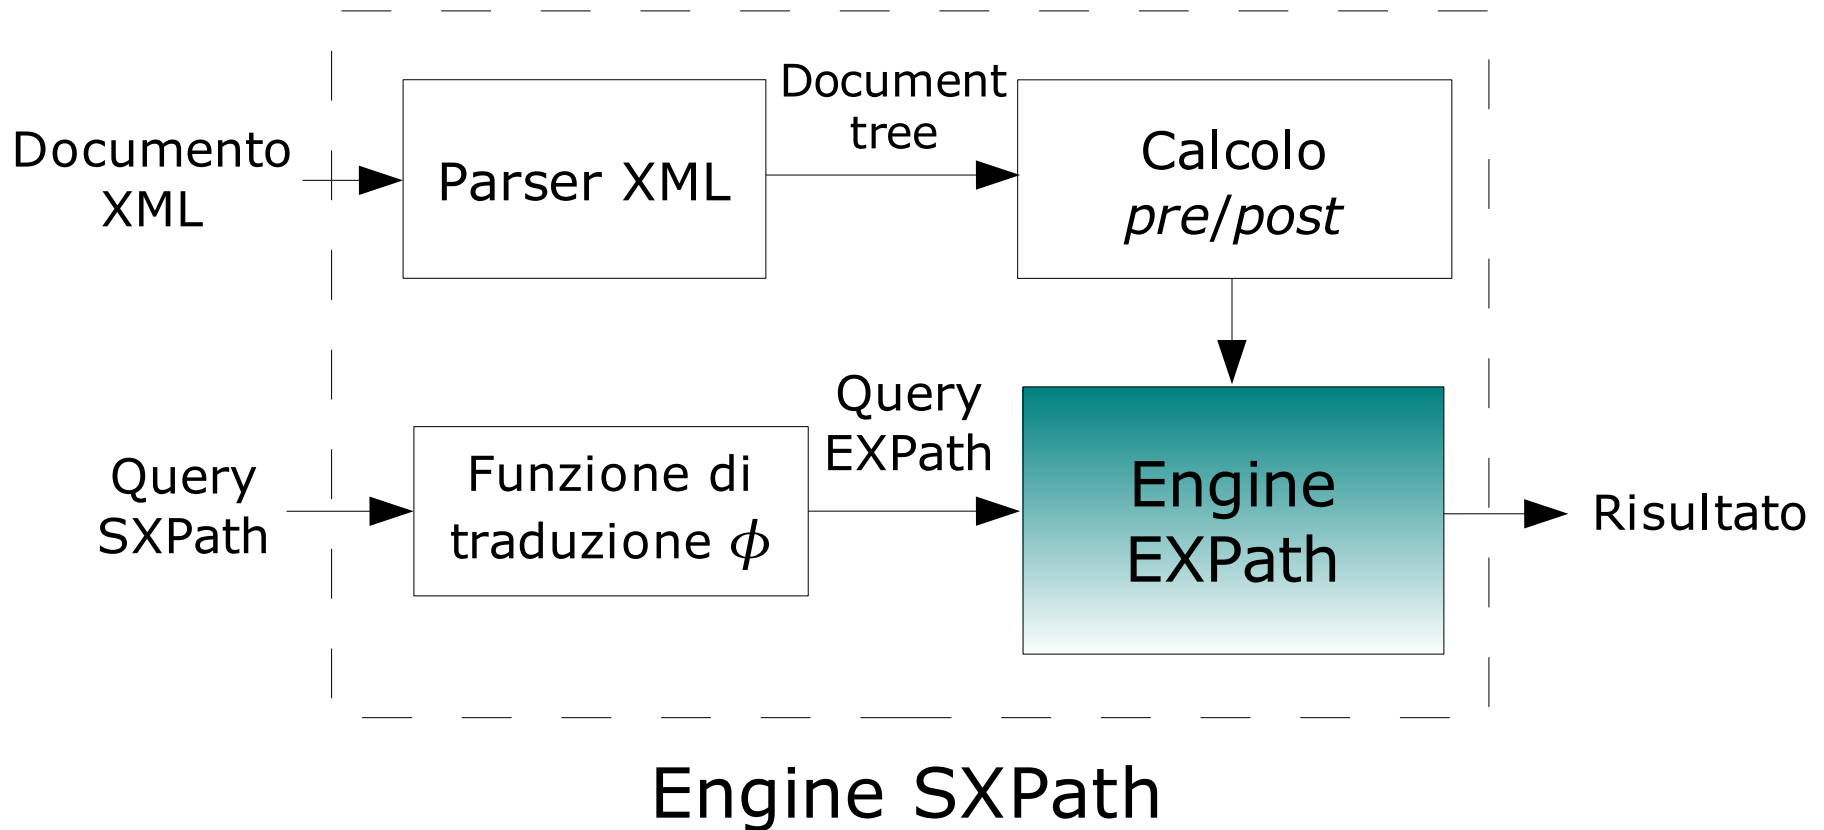 Documento
XML
Parser XML
Document
tree
Calcolo
pre/post
Query
SXPath
Funzione di
traduzione ϕ
Query
EXPath
Engine
EXPath
Risultato
Engine SXPath